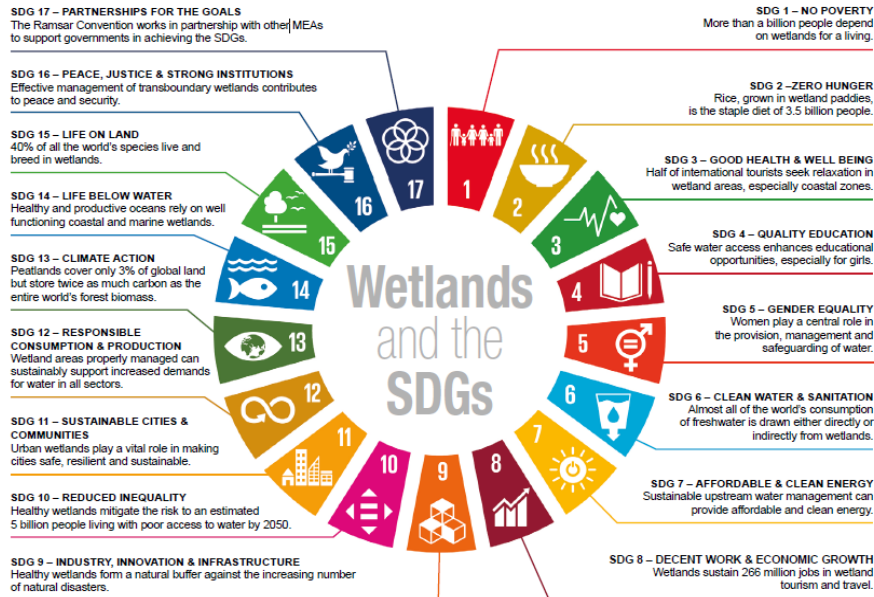 SDG 17 – PARTNERSHIPS FOR THE GOALS
The Ramsar Convention works in partnership with other MEAs
to support governments in achieving the SDGs.
SDG 16 – PEACE, JUSTICE & STRONG INSTITUTIONS
Effective management of transboundary wetlands contributes
to peace and security.
SDG 15 – LIFE ON LAND
40% of all the world's species live and
breed in wetlands.
SDG 14 – LIFE BELOW WATER
Healthy and productive oceans rely on well
functioning coastal and marine wetlands.
SDG 13 – CLIMATE ACTION
Peatlands cover only 3% of global land
but store twice as much carbon as the
entire world's forest biomass.
SDG 12 – RESPONSIBLE
CONSUMPTION & PRODUCTION
Wetland areas properly managed can
sustainably support increased demands
for water in all sectors.
SDG 11 – SUSTAINABLE CITIES &
COMMUNITIES
Urban wetlands play a vital role in making
cities safe, resilient and sustainable.
SDG 10 – REDUCED INEQUALITY
Healthy wetlands mitigate the risk to an estimated
5 billion people living with poor access to water by 2050.
SDG 9 – INDUSTRY, INNOVATION & INFRASTRUCTURE
Healthy wetlands form a natural buffer against the increasing number
of natural disasters.
17
16
15
14
13
12
11
10
9
8
7
6
5
4
3
2
1
Wetlands
and the
SDGs
SDG 1 – NO POVERTY
More than a billion people depend
on wetlands for a living.
SDG 2 –ZERO HUNGER
Rice, grown in wetland paddies,
is the staple diet of 3.5 billion people.
SDG 3 – GOOD HEALTH & WELL BEING
Half of international tourists seek relaxation in
wetland areas, especially coastal zones.
SDG 4 – QUALITY EDUCATION
Safe water access enhances educational
opportunities, especially for girls.
SDG 5 – GENDER EQUALITY
Women play a central role in
the provision, management and
safeguarding of water.
SDG 6 – CLEAN WATER & SANITATION
Almost all of the world's consumption
of freshwater is drawn either directly or
indirectly from wetlands.
SDG 7 – AFFORDABLE & CLEAN ENERGY
Sustainable upstream water management can
provide affordable and clean energy.
SDG 8 – DECENT WORK & ECONOMIC GROWTH
Wetlands sustain 266 million jobs in wetland
tourism and travel.